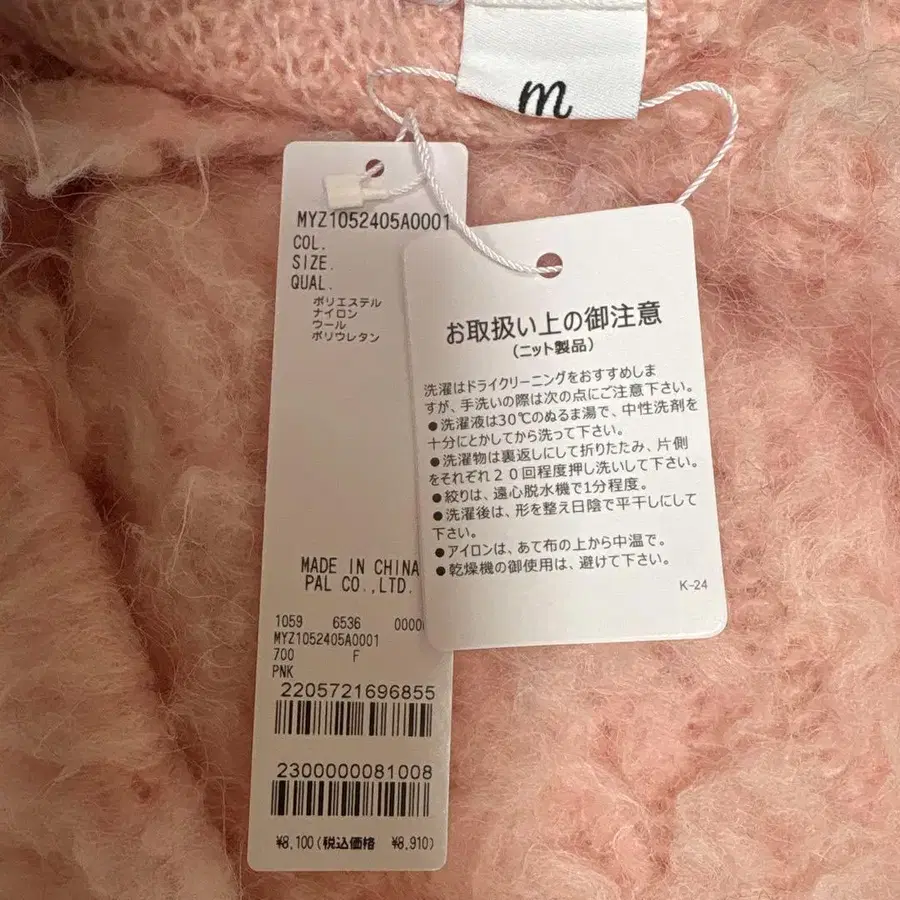 m
MYZ1052405A0001
COL.
SIZE.
QUAL.
ポリエステル
ナイロン
ウール
ポリウレタン
MADE IN CHINA
PAL CO.,LTD.
1059 6536 0000
MYZ1052405A0001
700 F
PNK
2205721696855
2300000081008
¥8,100(税込価格 ¥8,910)
お取扱い上の御注意
(ニット製品)
洗濯はドライクリーニングをおすすめしま
すが、手洗いの際は次の点にご注意下さい。
●洗濯液は30℃のぬるま湯で、中性洗剤を
十分にとかしてから洗って下さい。
●洗濯物は裏返しにして折りたたみ、片側
をそれぞれ20回程度押し洗いして下さい。
●絞りは、遠心脱水機で1分程度。
●洗濯後は、形を整え日陰で平干しにして
下さい。
●アイロンは、あて布の上から中温で。
●乾燥機の御使用は、避けて下さい。
K-24